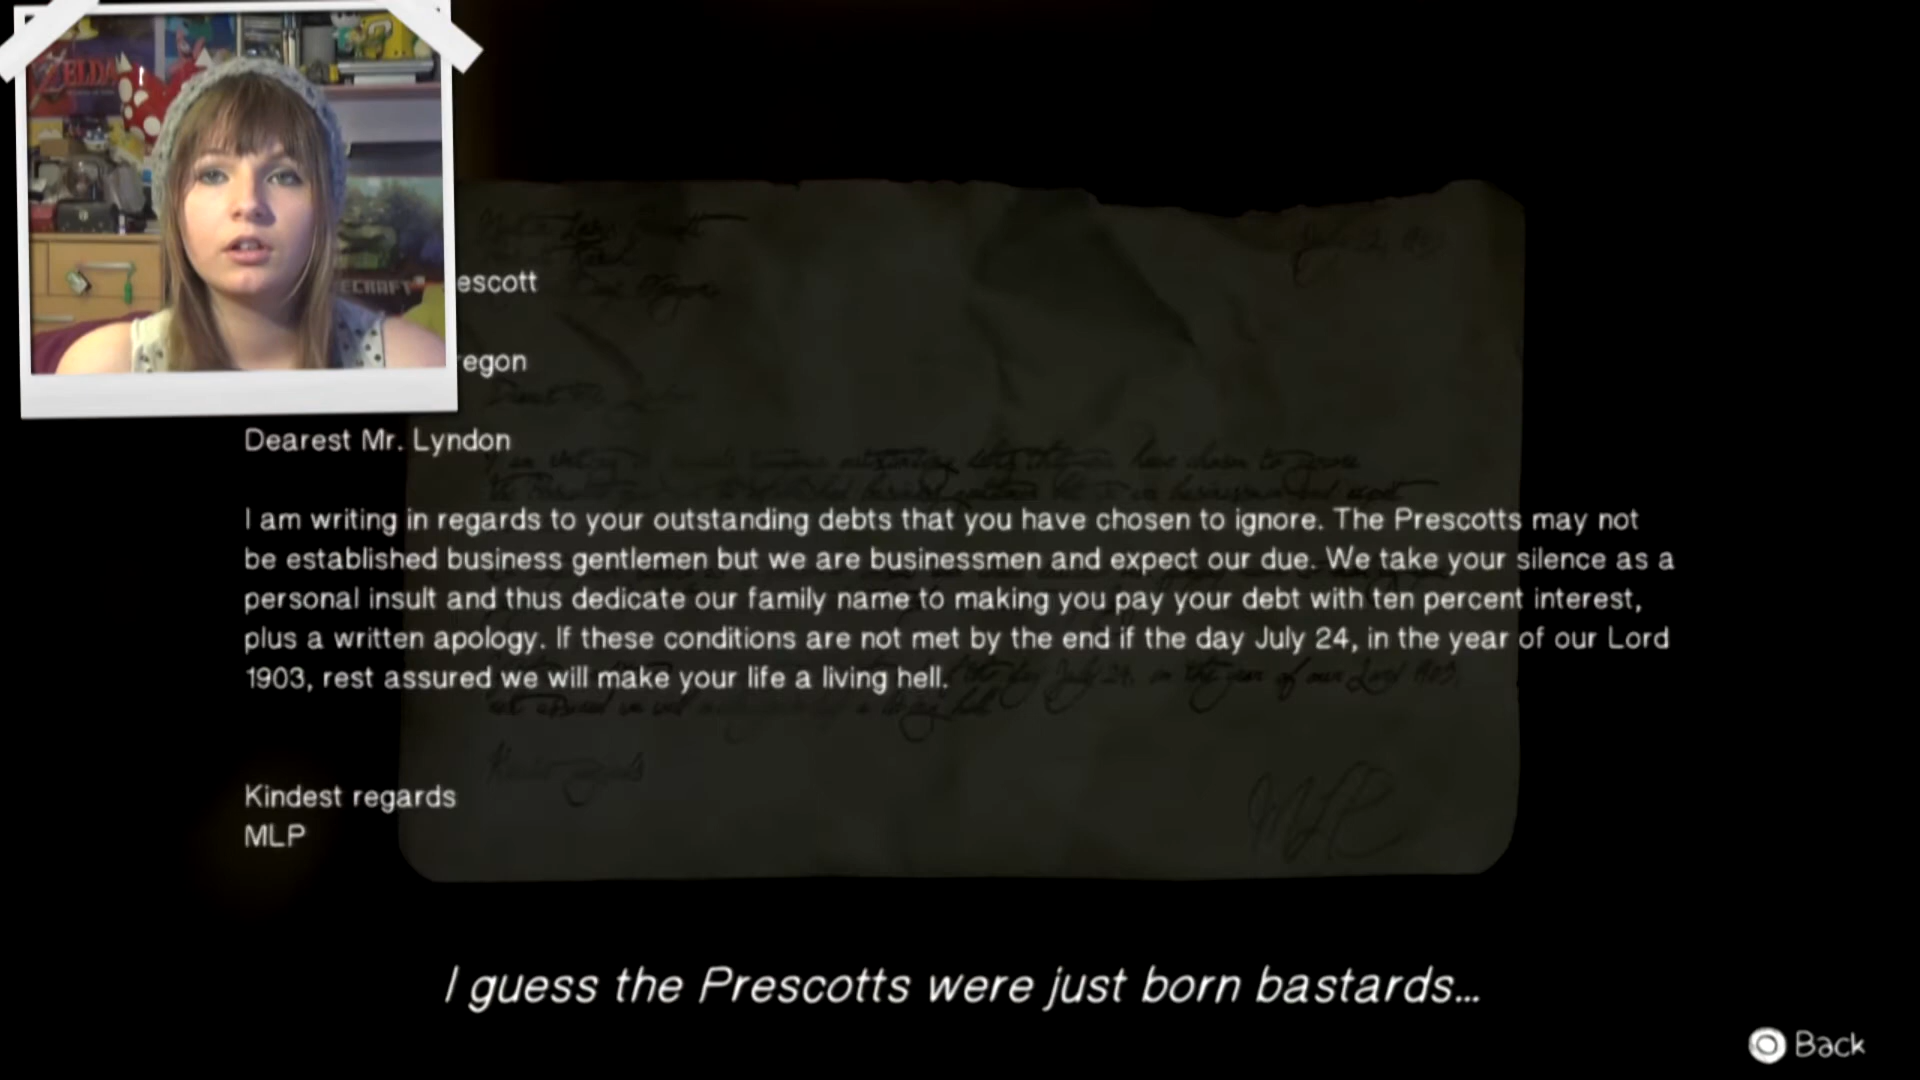 ZELDA
escott
egon
ECRAFT
Dearest Mr. Lyndon
I am writing in regards to your outstanding debts that you have chosen to ignore. The Prescotts may not
be established business gentlemen but we are businessmen and expect our due. We take your silence as a
personal insult and thus dedicate our family name to making you pay your debt with ten percent interest,
plus a written apology. If these conditions are not met by the end if the day July 24, in the year of our Lord
1903, rest assured we will make your life a living hell.
Kindest regards
MLP
MLP
I guess the Prescotts were just born bastards...
Back